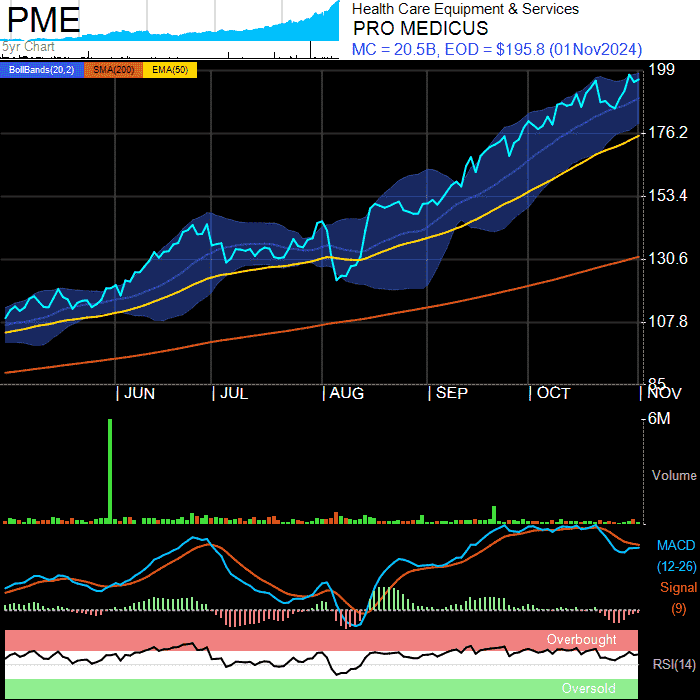 PME
Health Care Equipment & Services
PRO MEDICUS
5yr Chart
MC = 20.5B, EOD = $195.8 (01Nov2024)
BollBands(20,2) SMA(200) EMA(50)
199
176.2
153.4
130.6
107.8
85
JUN JUL AUG SEP OCT NOV
6M
Volume
MACD
(12-26)
Signal
(9)
Overbought
RSI(14)
Oversold